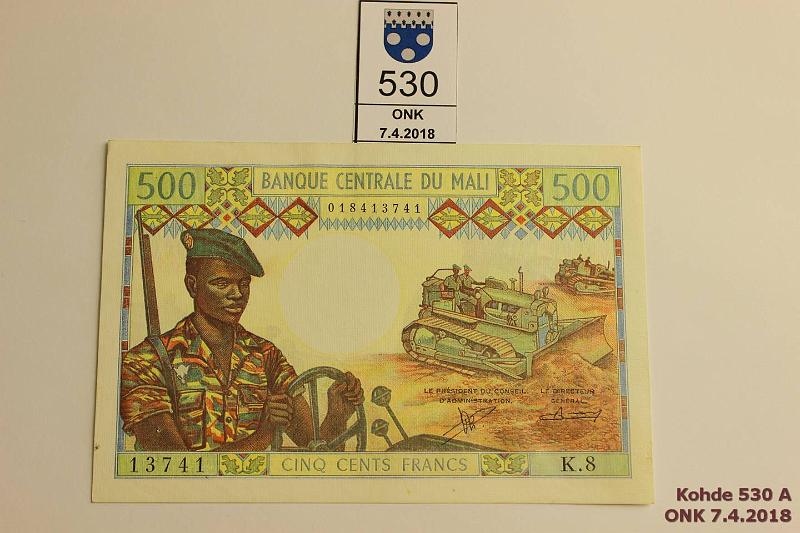 530
ONK
7.4.2018
500 BANQUE CENTRALE DU MALI 500
018413741
LE PRÉSIDENT DU CONSEIL
D'ADMINISTRATION,
LE DIRECTEUR
GÉNÉRAL,
13741 CINQ CENTS FRANCS K.8
Kohde 530 A
ONK 7.4.2018